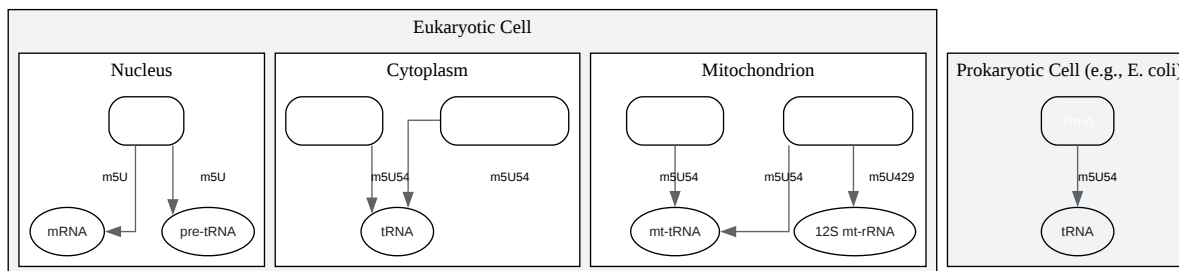 Eukaryotic Cell
Nucleus
Cytoplasm
Mitochondrion
Prokaryotic Cell (e.g., E. coli)
TrmA
m5U
m5U
m5U54
m5U54
m5U54
m5U54
m5U429
m5U54
mRNA
pre-tRNA
tRNA
mt-tRNA
12S mt-rRNA
tRNA